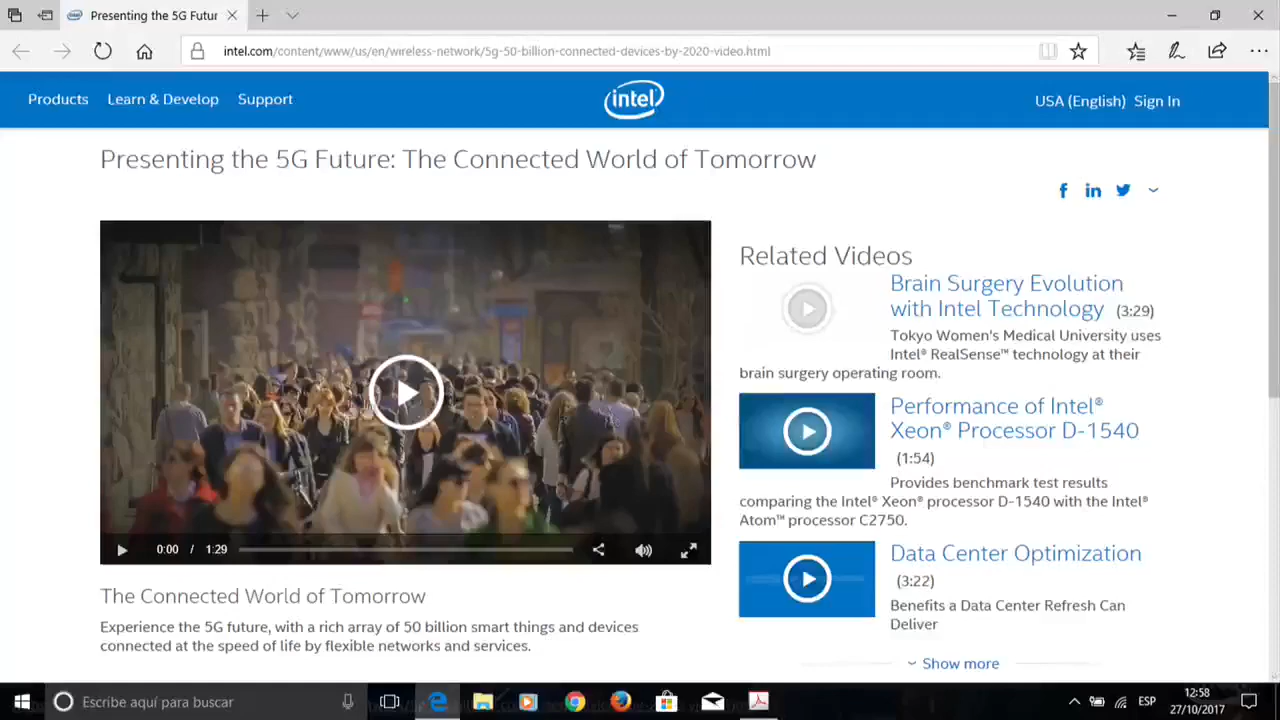 Presenting the 5G Futur
intel.com/content/www/us/en/wireless-network/5g-50-billion-connected-devices-by-2020-video.html
Products Learn & Develop Support
intel
USA (English) Sign In
Presenting the 5G Future: The Connected World of Tomorrow
Related Videos
Brain Surgery Evolution
with Intel Technology (3:29)
Tokyo Women's Medical University uses
Intel® RealSense™ technology at their
brain surgery operating room.
Performance of Intel®
Xeon® Processor D-1540
(1:54)
Provides benchmark test results
comparing the Intel® Xeon® processor D-1540 with the Intel®
Atom™ processor C2750.
Data Center Optimization
(3:22)
Benefits a Data Center Refresh Can
Deliver
Show more
0:00 / 1:29
The Connected World of Tomorrow
Experience the 5G future, with a rich array of 50 billion smart things and devices
connected at the speed of life by flexible networks and services.
Escribe aquí para buscar
ESP
12:58
27/10/2017